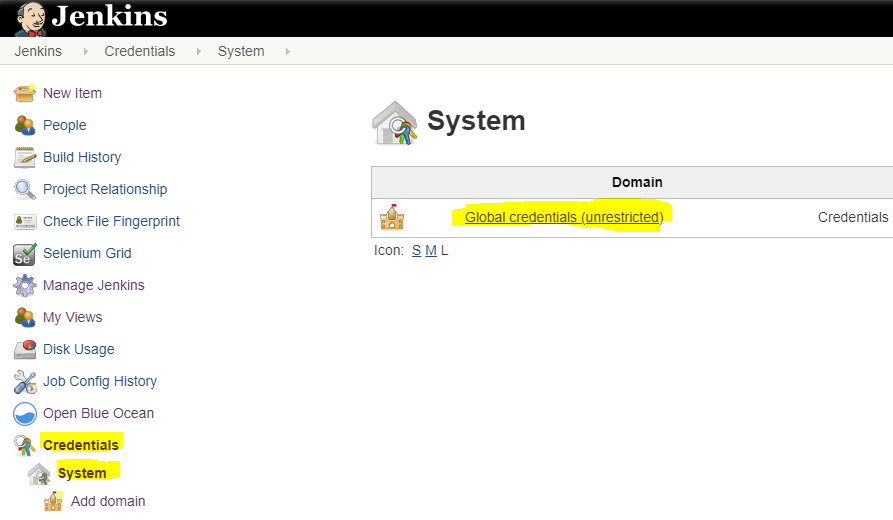 Jenkins
Jenkins Credentials System
New Item
People
Build History
Project Relationship
Check File Fingerprint
Se Selenium Grid
Manage Jenkins
My Views
Disk Usage
Job Config History
Open Blue Ocean
Credentials
System
Add domain
System
Domain
Global credentials (unrestricted) Credentials
Icon: S M L